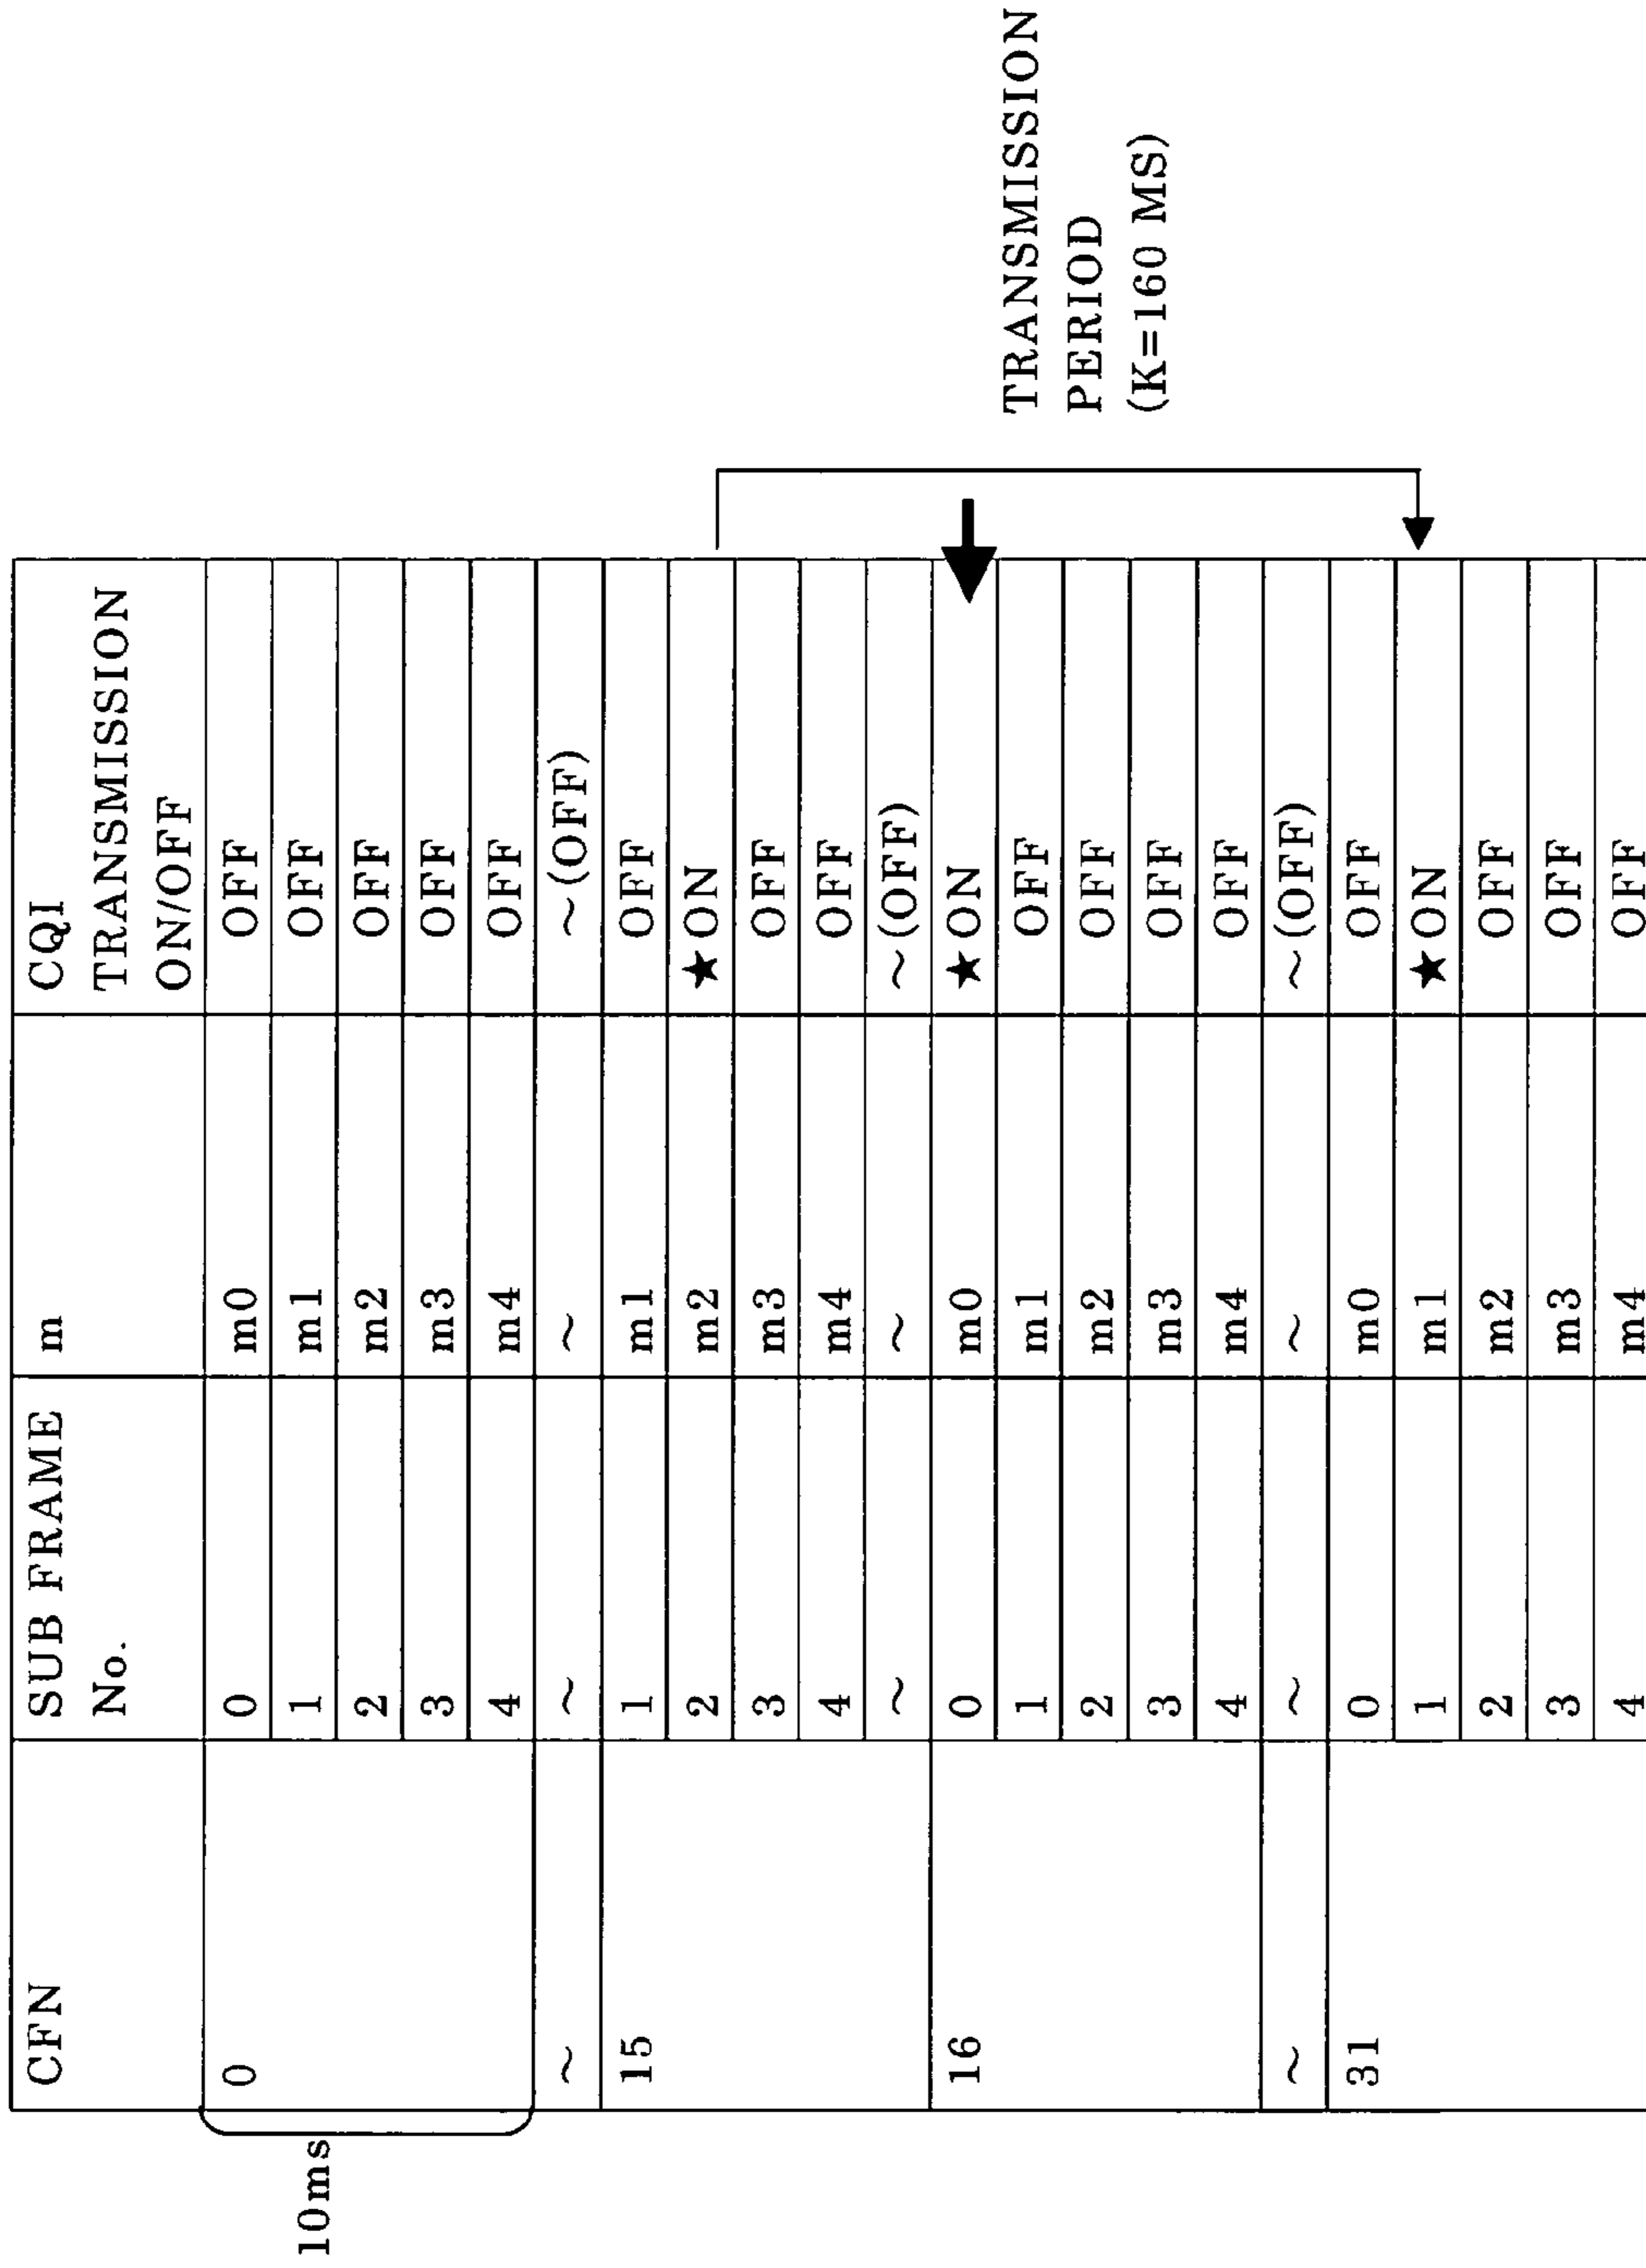 CFN
SUB FRAME
No.
m
CQI
TRANSMISSION
ON/OFF
10ms
0
0 m0 OFF
1 m1 OFF
2 m2 OFF
3 m3 OFF
4 m4 OFF
~ ~ ~ ~(OFF)
15
1 m1 OFF
2 m2 ★ON
3 m3 OFF
4 m4 OFF
~ ~ ~(OFF)
16
0 m0 ★ON
1 m1 OFF
2 m2 OFF
3 m3 OFF
4 m4 OFF
~ ~ ~ ~(OFF)
31
0 m0 OFF
1 m1 ★ON
2 m2 OFF
3 m3 OFF
4 m4 OFF
TRANSMISSION
PERIOD
(K=160 MS)